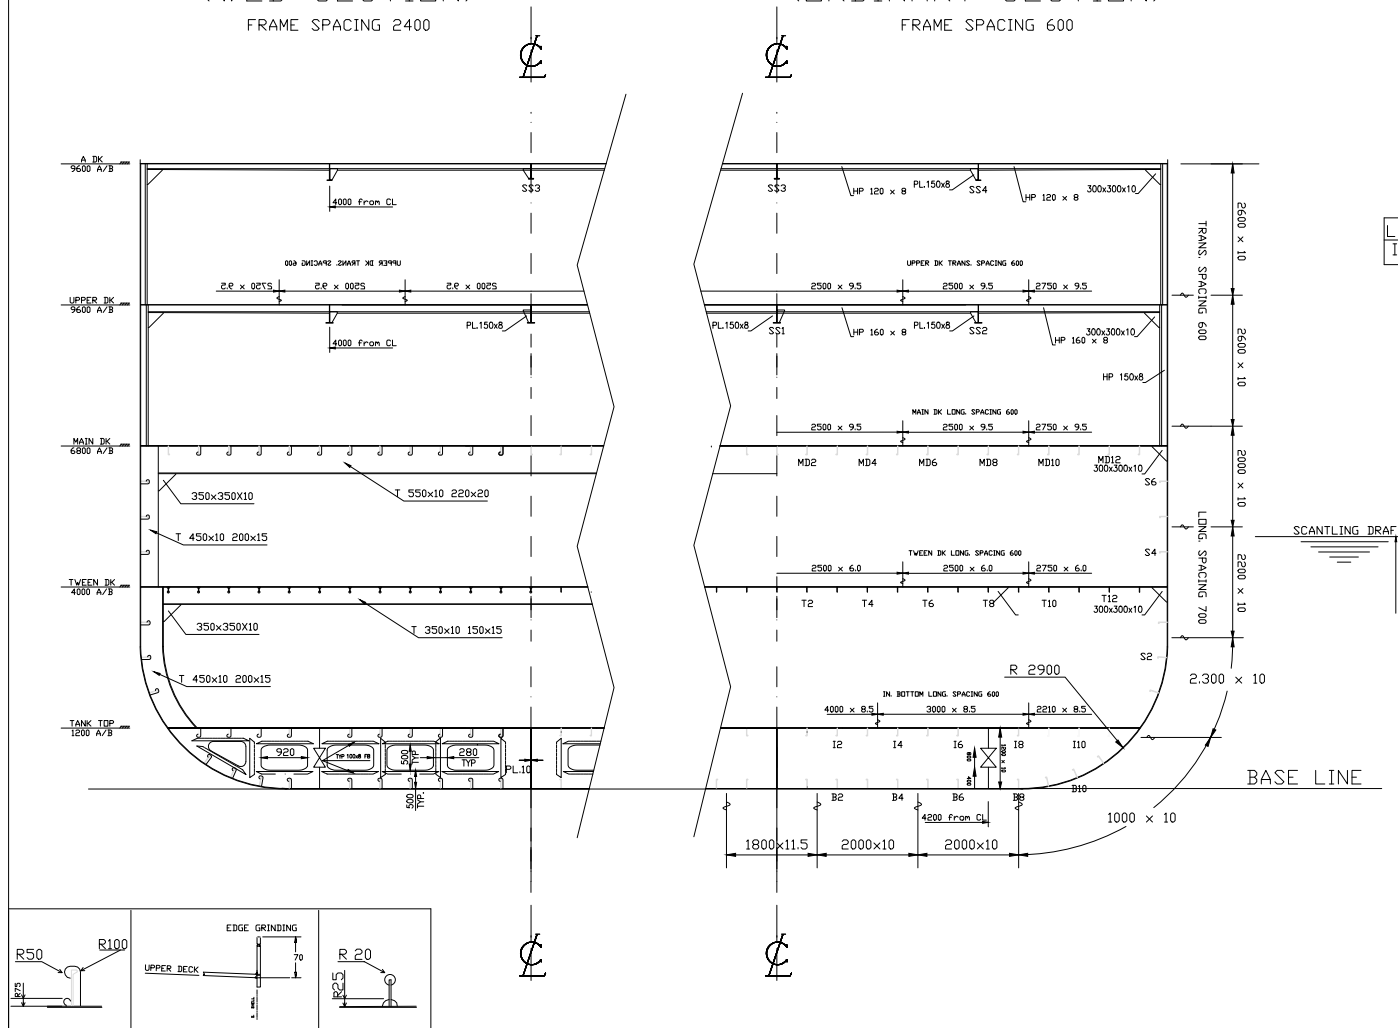 FRAME SPACING 2400
FRAME SPACING 600
A DK
9600 A/B
SS3
4000 from CL
SS3
HP 120 x 8
PL.150x8
SS4
HP 120 x 8
300x300x10
2600 x 10
TRANS. SPACING 600
UPPER DK TRANS. SPACING 600
2750 x 9.5
2500 x 9.5
2500 x 9.5
UPPER DK TRANS. SPACING 600
2500 x 9.5
2500 x 9.5
2750 x 9.5
UPPER DK
9600 A/B
4000 from CL
PL.150x8
PL.150x8
SS1
HP 160 x 8
PL.150x8
SS2
HP 160 x 8
300x300x10
2600 x 10
HP 150x8
MAIN DK LONG. SPACING 600
2500 x 9.5
2500 x 9.5
2750 x 9.5
MAIN DK
6800 A/B
MD2
MD4
MD6
MD8
MD10
MD12
300x300x10
S6
2000 x 10
350x350X10
T 550x10 220x20
T 450x10 200x15
LONG. SPACING 700
SCANTLING DRAF
S4
TWEEN DK LONG. SPACING 600
2500 x 6.0
2500 x 6.0
2750 x 6.0
2200 x 10
TWEEN DK
4000 A/B
T2
T4
T6
T8
T10
T12
300x300x10
350x350X10
T 350x10 150x15
S2
R 2900
T 450x10 200x15
2.300 x 10
IN. BOTTOM LONG. SPACING 600
4000 x 8.5
3000 x 8.5
2210 x 8.5
TANK TOP
1200 A/B
920
TYP 100x8 FB
500
TYP
280
TYP
PL.10
500
TYP.
I2
I4
I6
I8
I10
1200 x 10
400
BASE LINE
B2
B4
B6
B8
B10
4200 from CL
1000 x 10
1800x11.5
2000x10
2000x10
R50
R100
R75
EDGE GRINDING
70
UPPER DECK
R 20
R25